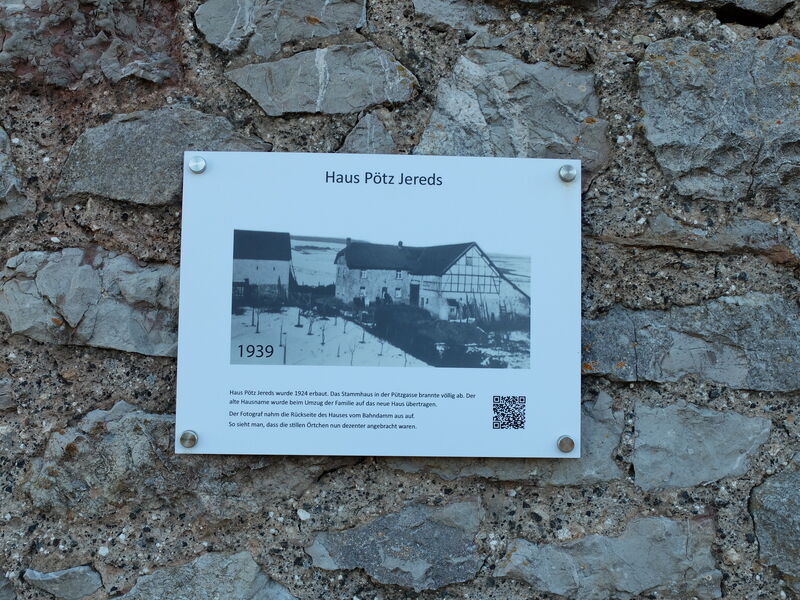 Haus Pötz Jereds
1939
Haus Pötz Jereds wurde 1924 erbaut. Das Stammhaus in der Pützgasse brannte völlig ab. Der
alte Hausname wurde beim Umzug der Familie auf das neue Haus übertragen.
Der Fotograf nahm die Rückseite des Hauses vom Bahndamm aus auf.
So sieht man, dass die stillen Örtchen nun dezenter angebracht waren.